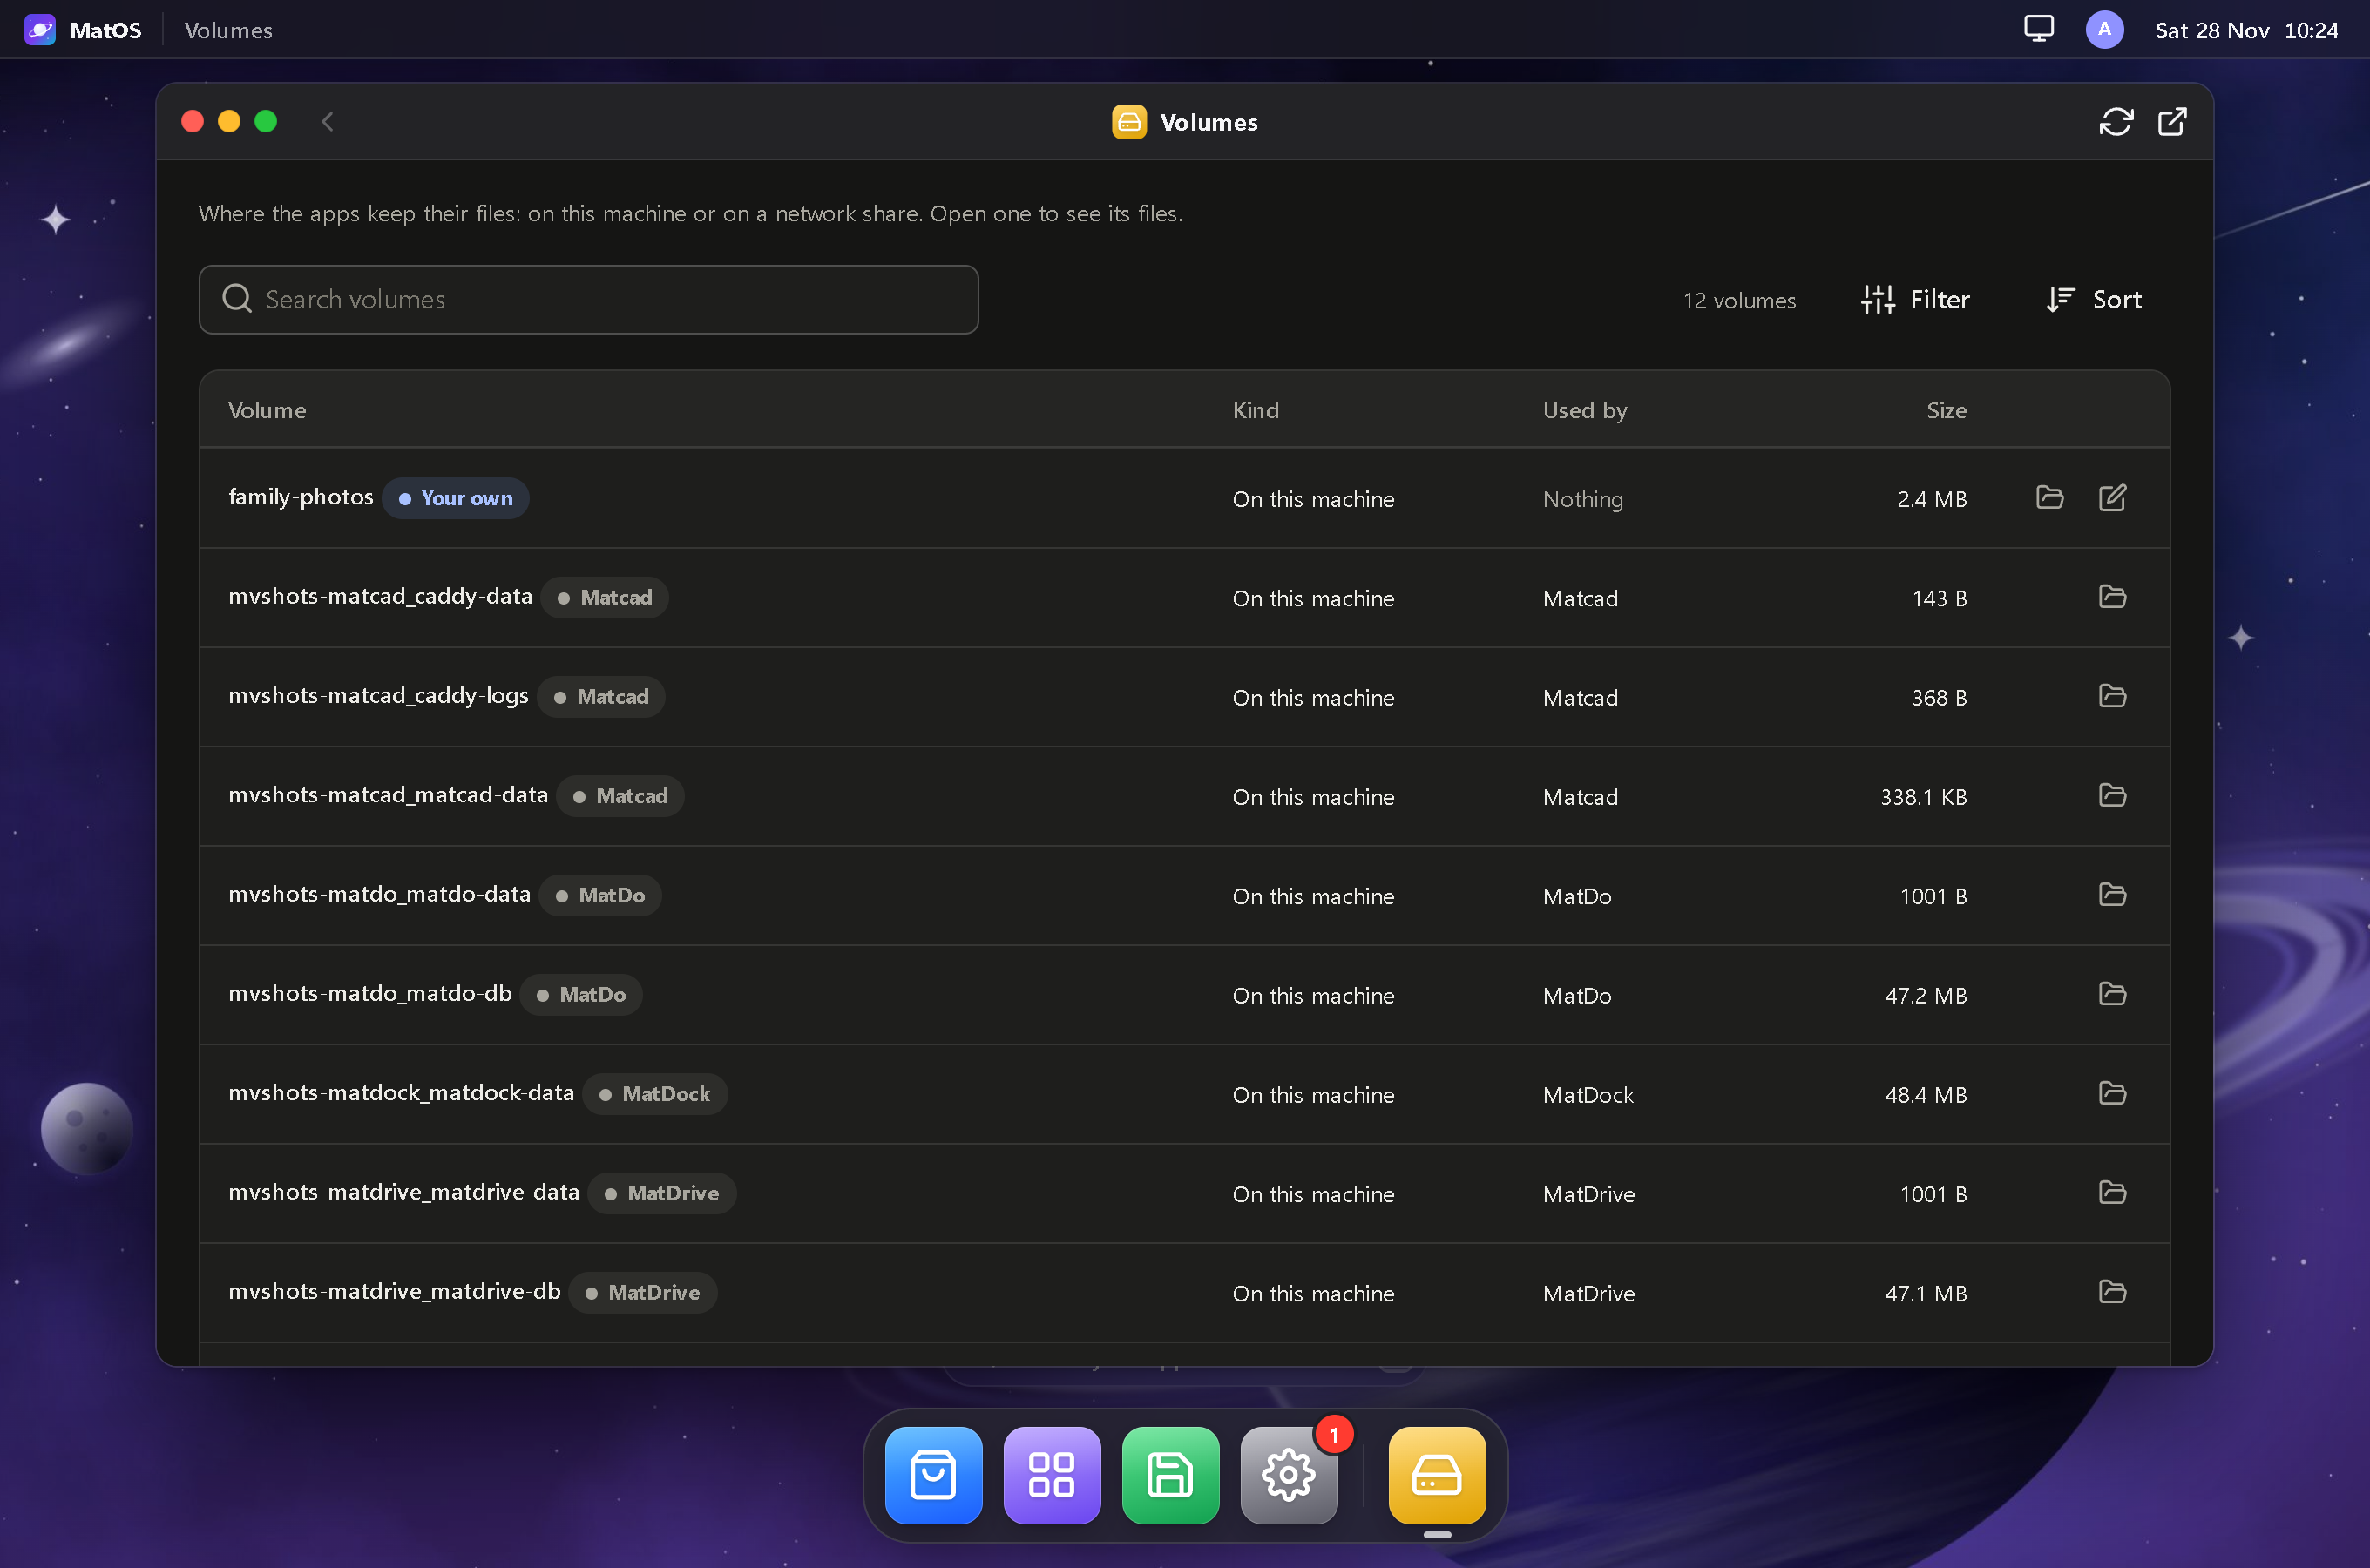 MatOS Volumes A Sat 28 Nov 10:24
Volumes
Where the apps keep their files: on this machine or on a network share. Open one to see its files.
Search volumes 12 volumes Filter Sort
Volume Kind Used by Size
family-photos Your own On this machine Nothing 2.4 MB
mvshots-matcad_caddy-data Matcad On this machine Matcad 143 B
mvshots-matcad_caddy-logs Matcad On this machine Matcad 368 B
mvshots-matcad_matcad-data Matcad On this machine Matcad 338.1 KB
mvshots-matdo_matdo-data MatDo On this machine MatDo 1001 B
mvshots-matdo_matdo-db MatDo On this machine MatDo 47.2 MB
mvshots-matdock_matdock-data MatDock On this machine MatDock 48.4 MB
mvshots-matdrive_matdrive-data MatDrive On this machine MatDrive 1001 B
mvshots-matdrive_matdrive-db MatDrive On this machine MatDrive 47.1 MB
1